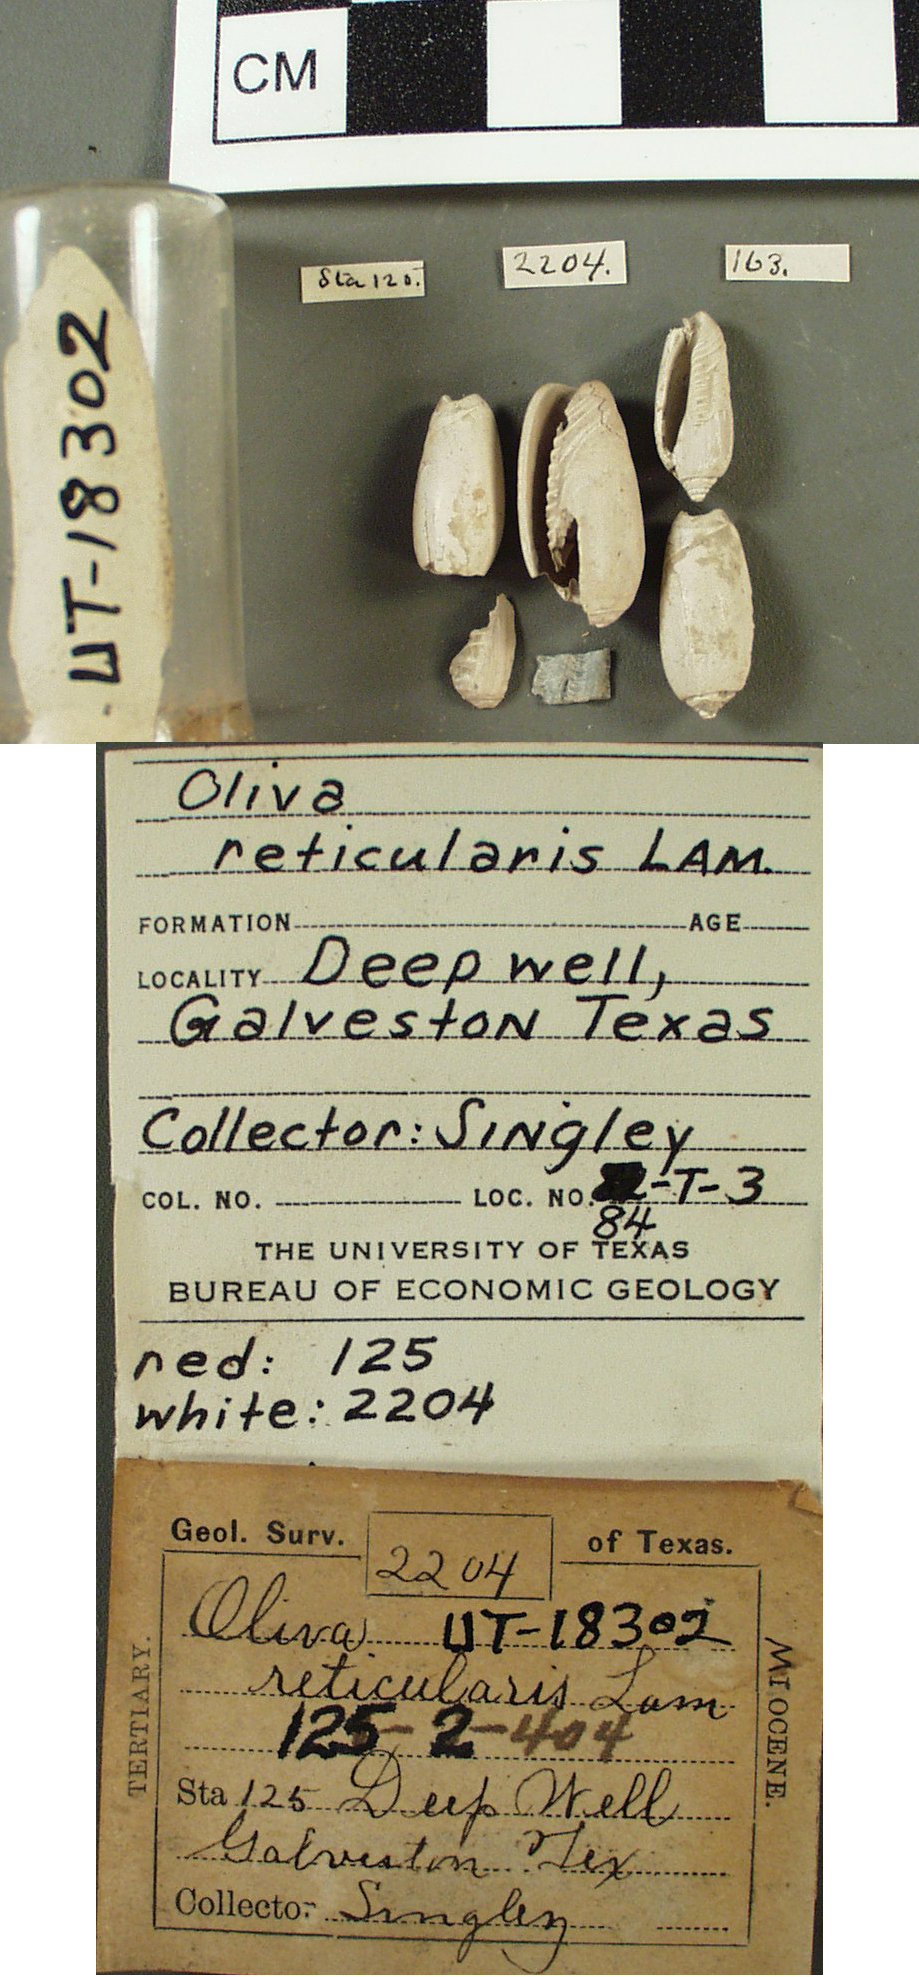 CM
UT-18302
Sta 125.
2204.
163.
Oliva
reticularis LAM.
FORMATION AGE
LOCALITY Deep well,
Galveston Texas
Collector: Singley
COL. NO. LOC. NO. -T-3
84
THE UNIVERSITY OF TEXAS
BUREAU OF ECONOMIC GEOLOGY
red: 125
white: 2204
Geol. Surv. 2204 of Texas.
Oliva UT-18302
reticularis Lam
125-2-404
Sta 125 Deep Well
Galveston Tex
Collector Singley
TERTIARY.
MIOCENE.